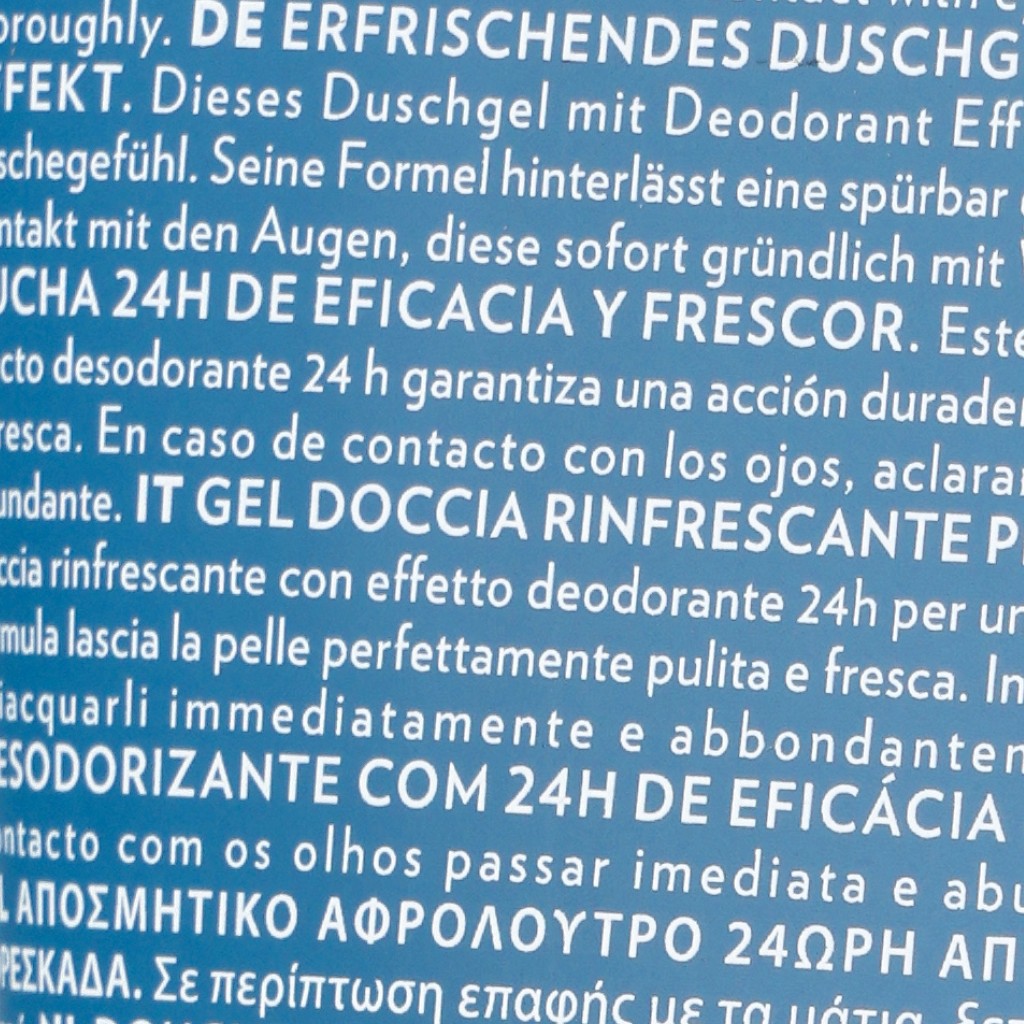 oroughly. DE ERFRISCHENDES DUSCHG
FEKT. Dieses Duschgel mit Deodorant Eff
schegefühl. Seine Formel hinterlässt eine spürbar
ntakt mit den Augen, diese sofort gründlich mit
UCHA 24H DE EFICACIA Y FRESCOR. Este
cto desodorante 24 h garantiza una acción durade
resca. En caso de contacto con los ojos, aclarar
undante. IT GEL DOCCIA RINFRESCANTE P
ccia rinfrescante con effetto deodorante 24h per un
mula lascia la pelle perfettamente pulita e fresca. In
iacquarli immediatamente e abbondantem
ESODORIZANTE COM 24H DE EFICÁCIA
ontacto com os olhos passar imediata e abu
ΑΠΟΣΜΗΤΙΚΟ ΑΦΡΟΛΟΥΤΡΟ 24ΩΡΗ ΑΠ
ΡΕΣΚΑΔΑ. Σε περίπτωση επαφής με τα μάτια,